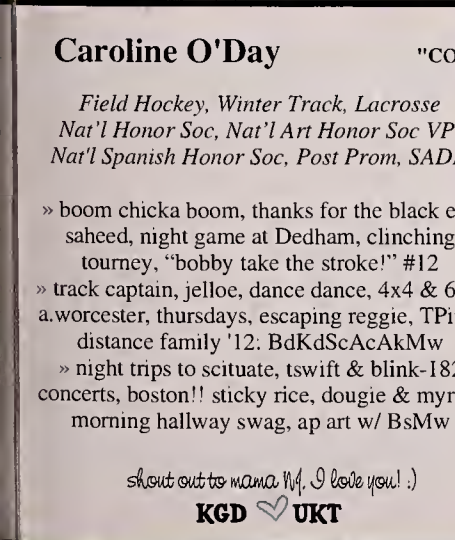 Caroline O'Day "CO
Field Hockey, Winter Track, Lacrosse
Nat'l Honor Soc, Nat'l Art Honor Soc VP
Nat'l Spanish Honor Soc, Post Prom, SAD
» boom chicka boom, thanks for the black e
saheed, night game at Dedham, clinching
tourney, “bobby take the stroke!” #12
» track captain, jelloe, dance dance, 4x4 & 6
a.worcester, thursdays, escaping reggie, TPi
distance family '12: BdKdScAcAkMw
» night trips to scituate, tswift & blink-182
concerts, boston!! sticky rice, dougie & myr
morning hallway swag, ap art w/ BsMw
shout out to mama W. I love you! :)
KGD ♡ UKT